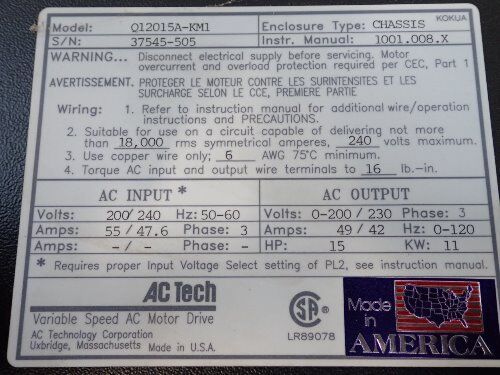 KOKUA
Model: Q12015A-KM1 Enclosure Type: CHASSIS
S/N: 37545-505 Instr. Manual: 1001.008.X
WARNING... Disconnect electrical supply before servicing. Motor
overcurrent and overload protection required per CEC, Part 1
AVERTISSEMENT. PROTEGER LE MOTEUR CONTRE LES SURINTENSITES ET LES
SURCHARGE SELON LE CCE, PREMIERE PARTIE
Wiring: 1. Refer to instruction manual for additional wire/operation
instructions and PRECAUTIONS.
2. Suitable for use on a circuit capable of delivering not more
than 18,000 rms symmetrical amperes, 240 volts maximum.
3. Use copper wire only; 6 AWG 75°C minimum.
4. Torque AC input and output wire terminals to 16 lb.-in.
AC INPUT * AC OUTPUT
Volts: 200/240 Hz: 50-60 Volts: 0-200/230 Phase: 3
Amps: 55/47.6 Phase: 3 Amps: 49/42 Hz: 0-120
Amps: -/- Phase: - HP: 15 KW: 11
* Requires proper Input Voltage Select setting of PL2, see instruction manual.
AC Tech
Variable Speed AC Motor Drive
AC Technology Corporation
Uxbridge, Massachusetts Made in U.S.A.
SA
LR89078
Made
in
AMERICA